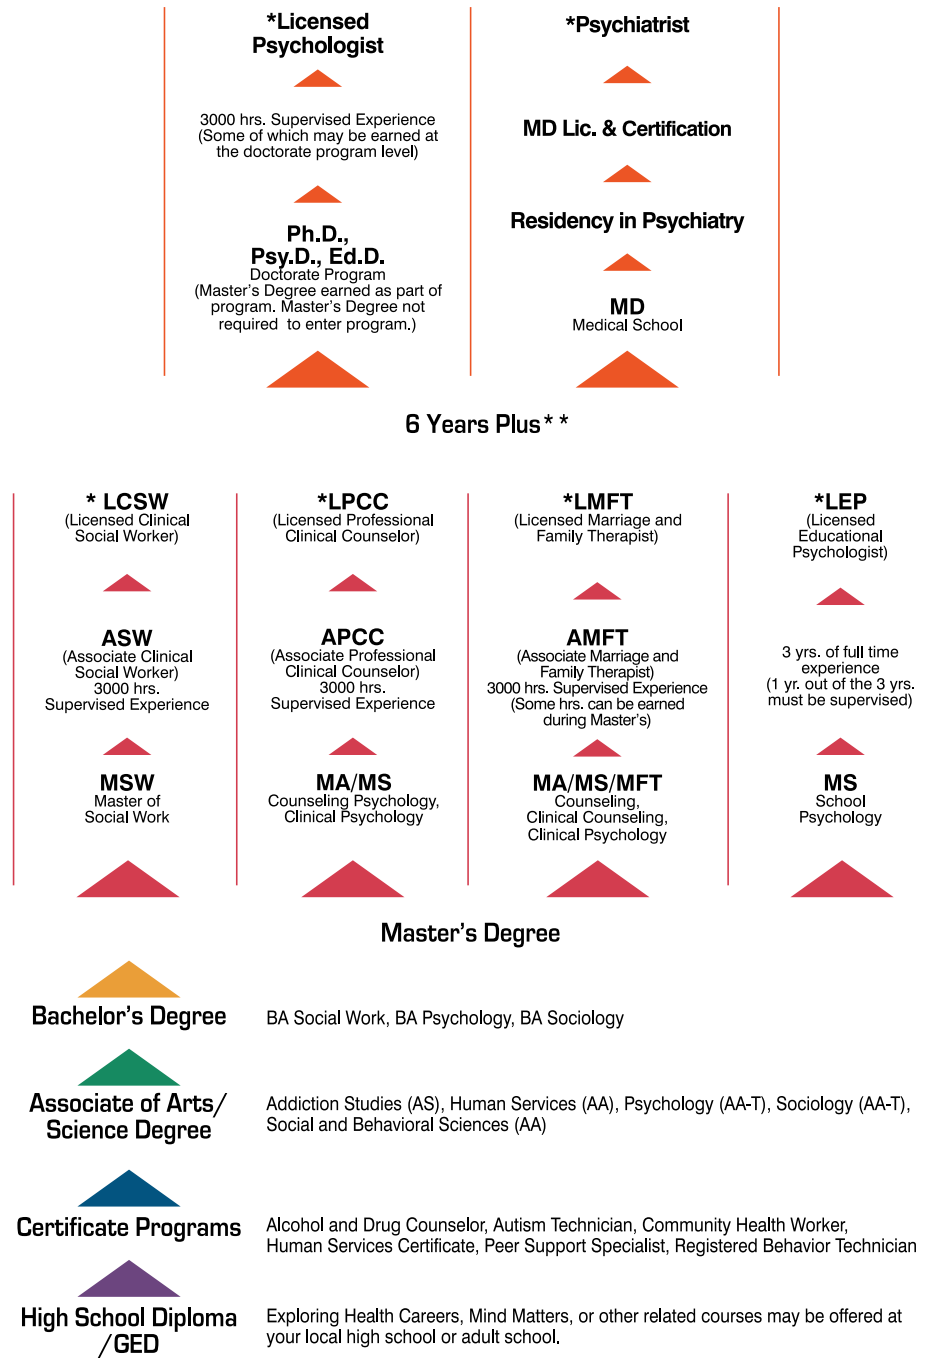 *Licensed
Psychologist
3000 hrs. Supervised Experience
(Some of which may be earned at
the doctorate program level)
Ph.D.,
Psy.D., Ed.D.
Doctorate Program
(Master's Degree earned as part of
program. Master's Degree not
required to enter program.)
*Psychiatrist
MD Lic. & Certification
Residency in Psychiatry
MD
Medical School
6 Years Plus**
* LCSW
(Licensed Clinical
Social Worker)
ASW
(Associate Clinical
Social Worker)
3000 hrs.
Supervised Experience
MSW
Master of
Social Work
*LPCC
(Licensed Professional
Clinical Counselor)
APCC
(Associate Professional
Clinical Counselor)
3000 hrs.
Supervised Experience
MA/MS
Counseling Psychology,
Clinical Psychology
*LMFT
(Licensed Marriage and
Family Therapist)
AMFT
(Associate Marriage and
Family Therapist)
3000 hrs. Supervised Experience
(Some hrs. can be earned
during Master's)
MA/MS/MFT
Counseling,
Clinical Counseling,
Clinical Psychology
*LEP
(Licensed
Educational
Psychologist)
3 yrs. of full time
experience
(1 yr. out of the 3 yrs.
must be supervised)
MS
School
Psychology
Master's Degree
Bachelor's Degree
BA Social Work, BA Psychology, BA Sociology
Associate of Arts/
Science Degree
Addiction Studies (AS), Human Services (AA), Psychology (AA-T), Sociology (AA-T),
Social and Behavioral Sciences (AA)
Certificate Programs
Alcohol and Drug Counselor, Autism Technician, Community Health Worker,
Human Services Certificate, Peer Support Specialist, Registered Behavior Technician
High School Diploma
/GED
Exploring Health Careers, Mind Matters, or other related courses may be offered at
your local high school or adult school.